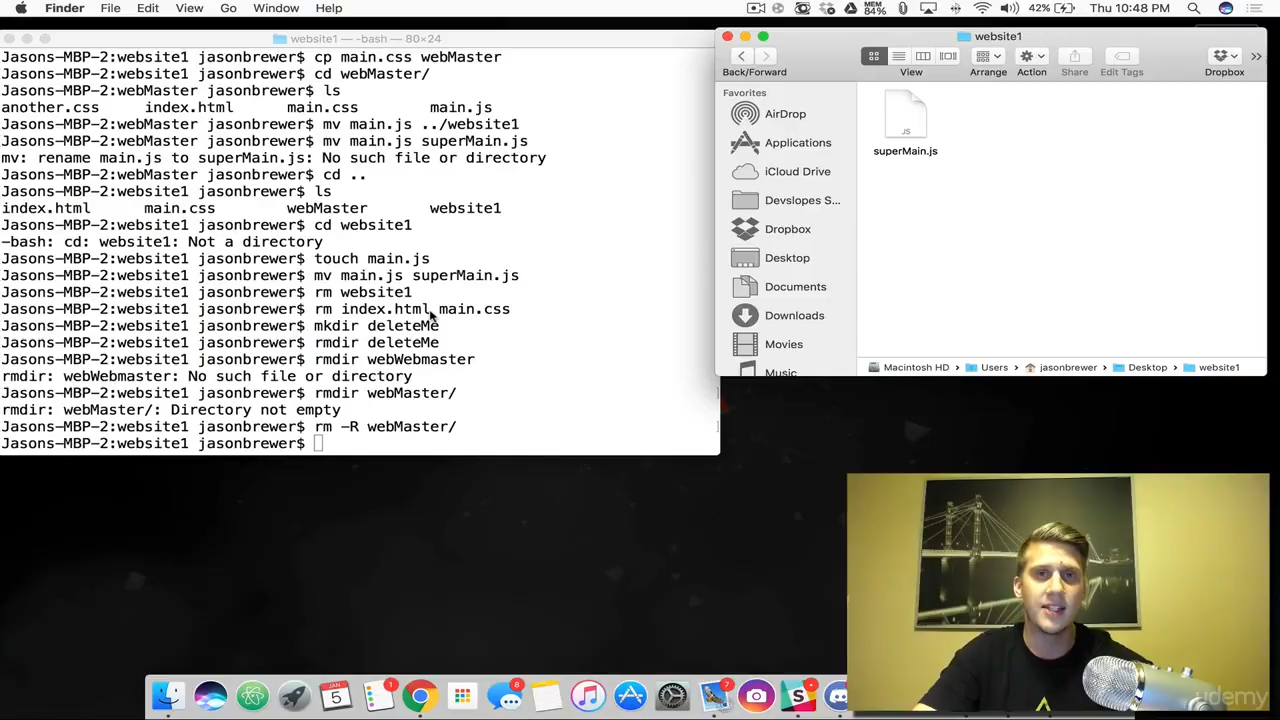 Finder File Edit View Go Window Help MEM 84% 42% Thu 10:48 PM
website1 — -bash — 80×24
Jasons-MBP-2:website1 jasonbrewer$ cp main.css webMaster
Jasons-MBP-2:website1 jasonbrewer$ cd webMaster/
Jasons-MBP-2:webMaster jasonbrewer$ ls
another.css index.html main.css main.js
Jasons-MBP-2:webMaster jasonbrewer$ mv main.js ../website1
Jasons-MBP-2:webMaster jasonbrewer$ mv main.js superMain.js
mv: rename main.js to superMain.js: No such file or directory
Jasons-MBP-2:webMaster jasonbrewer$ cd ..
Jasons-MBP-2:website1 jasonbrewer$ ls
index.html main.css webMaster website1
Jasons-MBP-2:website1 jasonbrewer$ cd website1
-bash: cd: website1: Not a directory
Jasons-MBP-2:website1 jasonbrewer$ touch main.js
Jasons-MBP-2:website1 jasonbrewer$ mv main.js superMain.js
Jasons-MBP-2:website1 jasonbrewer$ rm website1
Jasons-MBP-2:website1 jasonbrewer$ rm index.html main.css
Jasons-MBP-2:website1 jasonbrewer$ mkdir deleteMe
Jasons-MBP-2:website1 jasonbrewer$ rmdir deleteMe
Jasons-MBP-2:website1 jasonbrewer$ rmdir webWebmaster
rmdir: webWebmaster: No such file or directory
Jasons-MBP-2:website1 jasonbrewer$ rmdir webMaster/
rmdir: webMaster/: Directory not empty
Jasons-MBP-2:website1 jasonbrewer$ rm -R webMaster/
Jasons-MBP-2:website1 jasonbrewer$
website1
Back/Forward View Arrange Action Share Edit Tags Dropbox
Favorites
AirDrop
Applications
iCloud Drive
Devlopes S...
Dropbox
Desktop
Documents
Downloads
Movies
Music
JS
superMain.js
Macintosh HD Users jasonbrewer Desktop website1
JAN
5
1
8
7
udemy